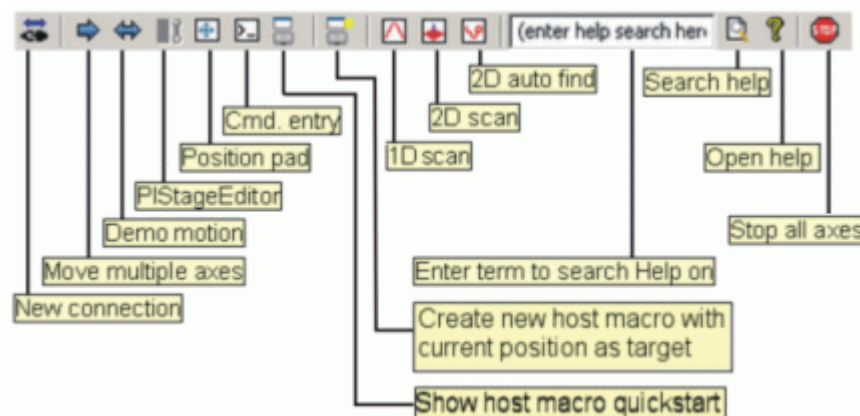 (enter help search here
STOP
2D auto find
Search help
2D scan
Cmd. entry
1D scan
Position pad
Open help
PIStageEditor
Demo motion
Stop all axes
Move multiple axes
Enter term to search Help on
New connection
Create new host macro with
current position as target
Show host macro quickstart